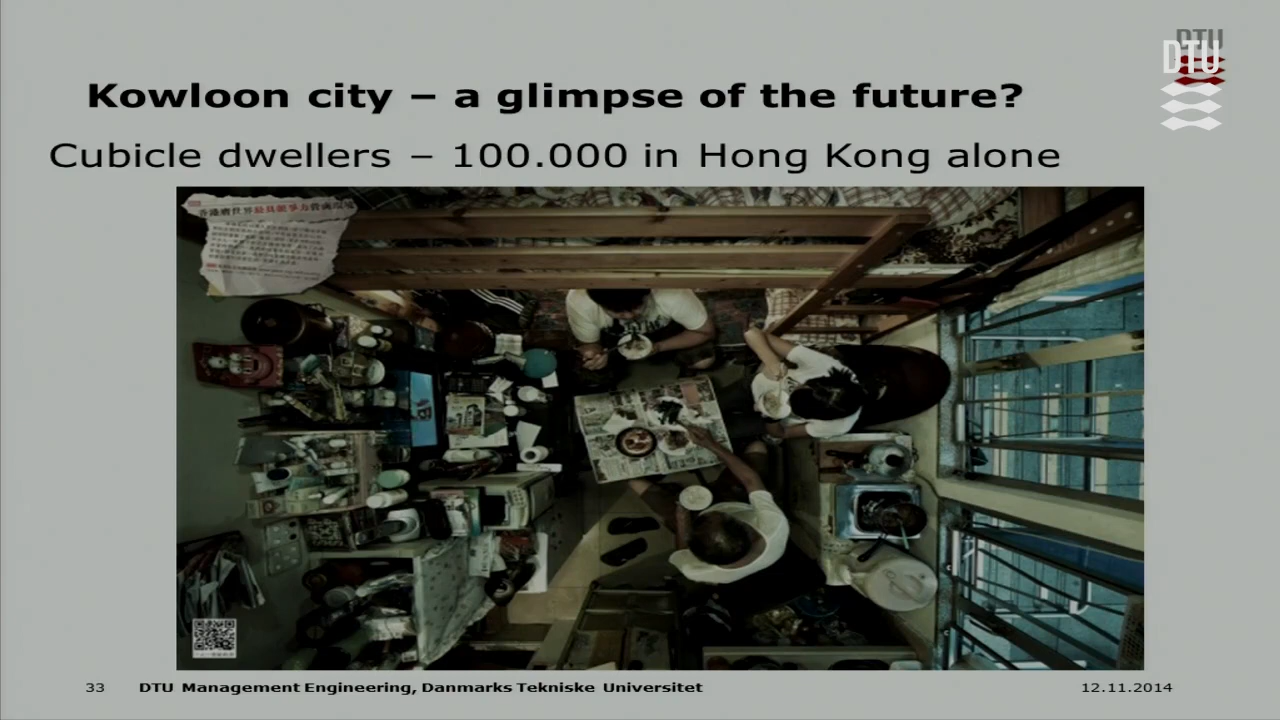 DTU
DTU
Kowloon city – a glimpse of the future?
Cubicle dwellers – 100.000 in Hong Kong alone
33 DTU Management Engineering, Danmarks Tekniske Universitet 12.11.2014